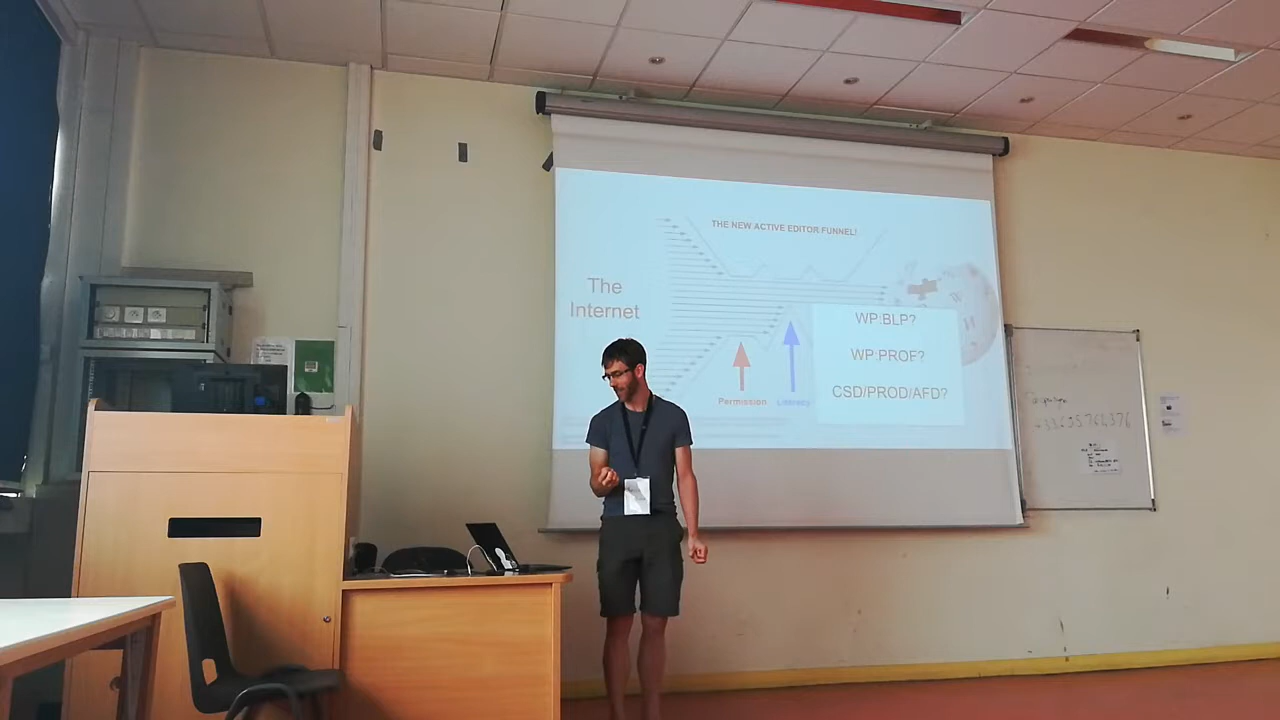 THE NEW ACTIVE EDITOR FUNNEL!
The
Internet
WP:BLP?
WP:PROF?
CSD/PROD/AFD?
Permission
Literacy